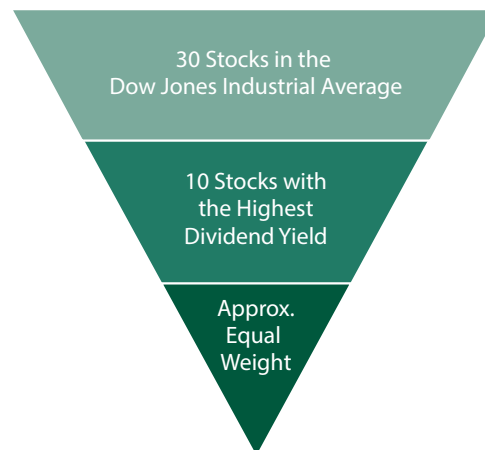 30 Stocks in the
Dow Jones Industrial Average
10 Stocks with
the Highest
Dividend Yield
Approx.
Equal
Weight